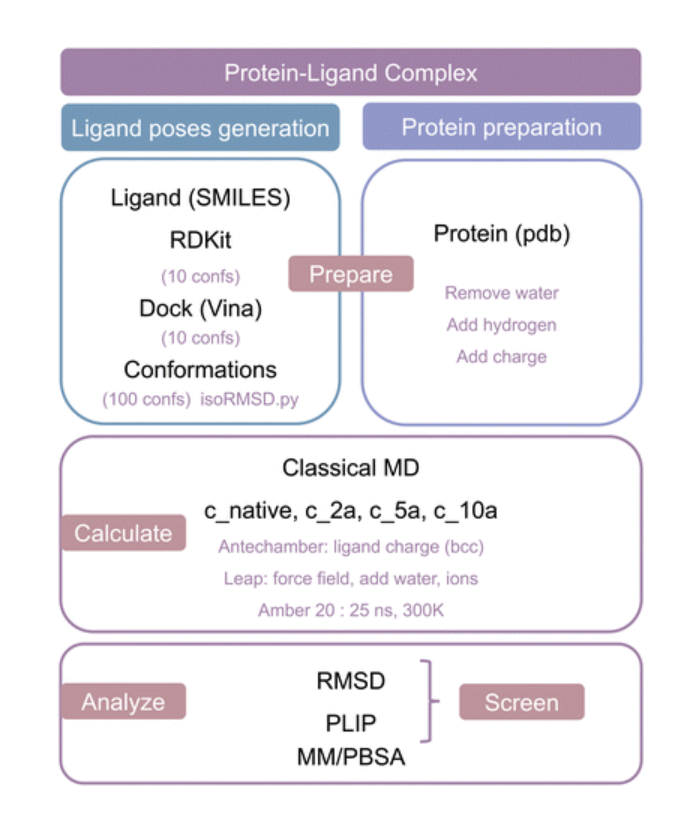 Protein-Ligand Complex
Ligand poses generation
Protein preparation
Ligand (SMILES)
RDKit
(10 confs)
Dock (Vina)
(10 confs)
Conformations
(100 confs) isoRMSD.py
Prepare
Protein (pdb)
Remove water
Add hydrogen
Add charge
Classical MD
c_native, c_2a, c_5a, c_10a
Calculate
Antechamber: ligand charge (bcc)
Leap: force field, add water, ions
Amber 20 : 25 ns, 300K
Analyze
RMSD
PLIP
MM/PBSA
Screen